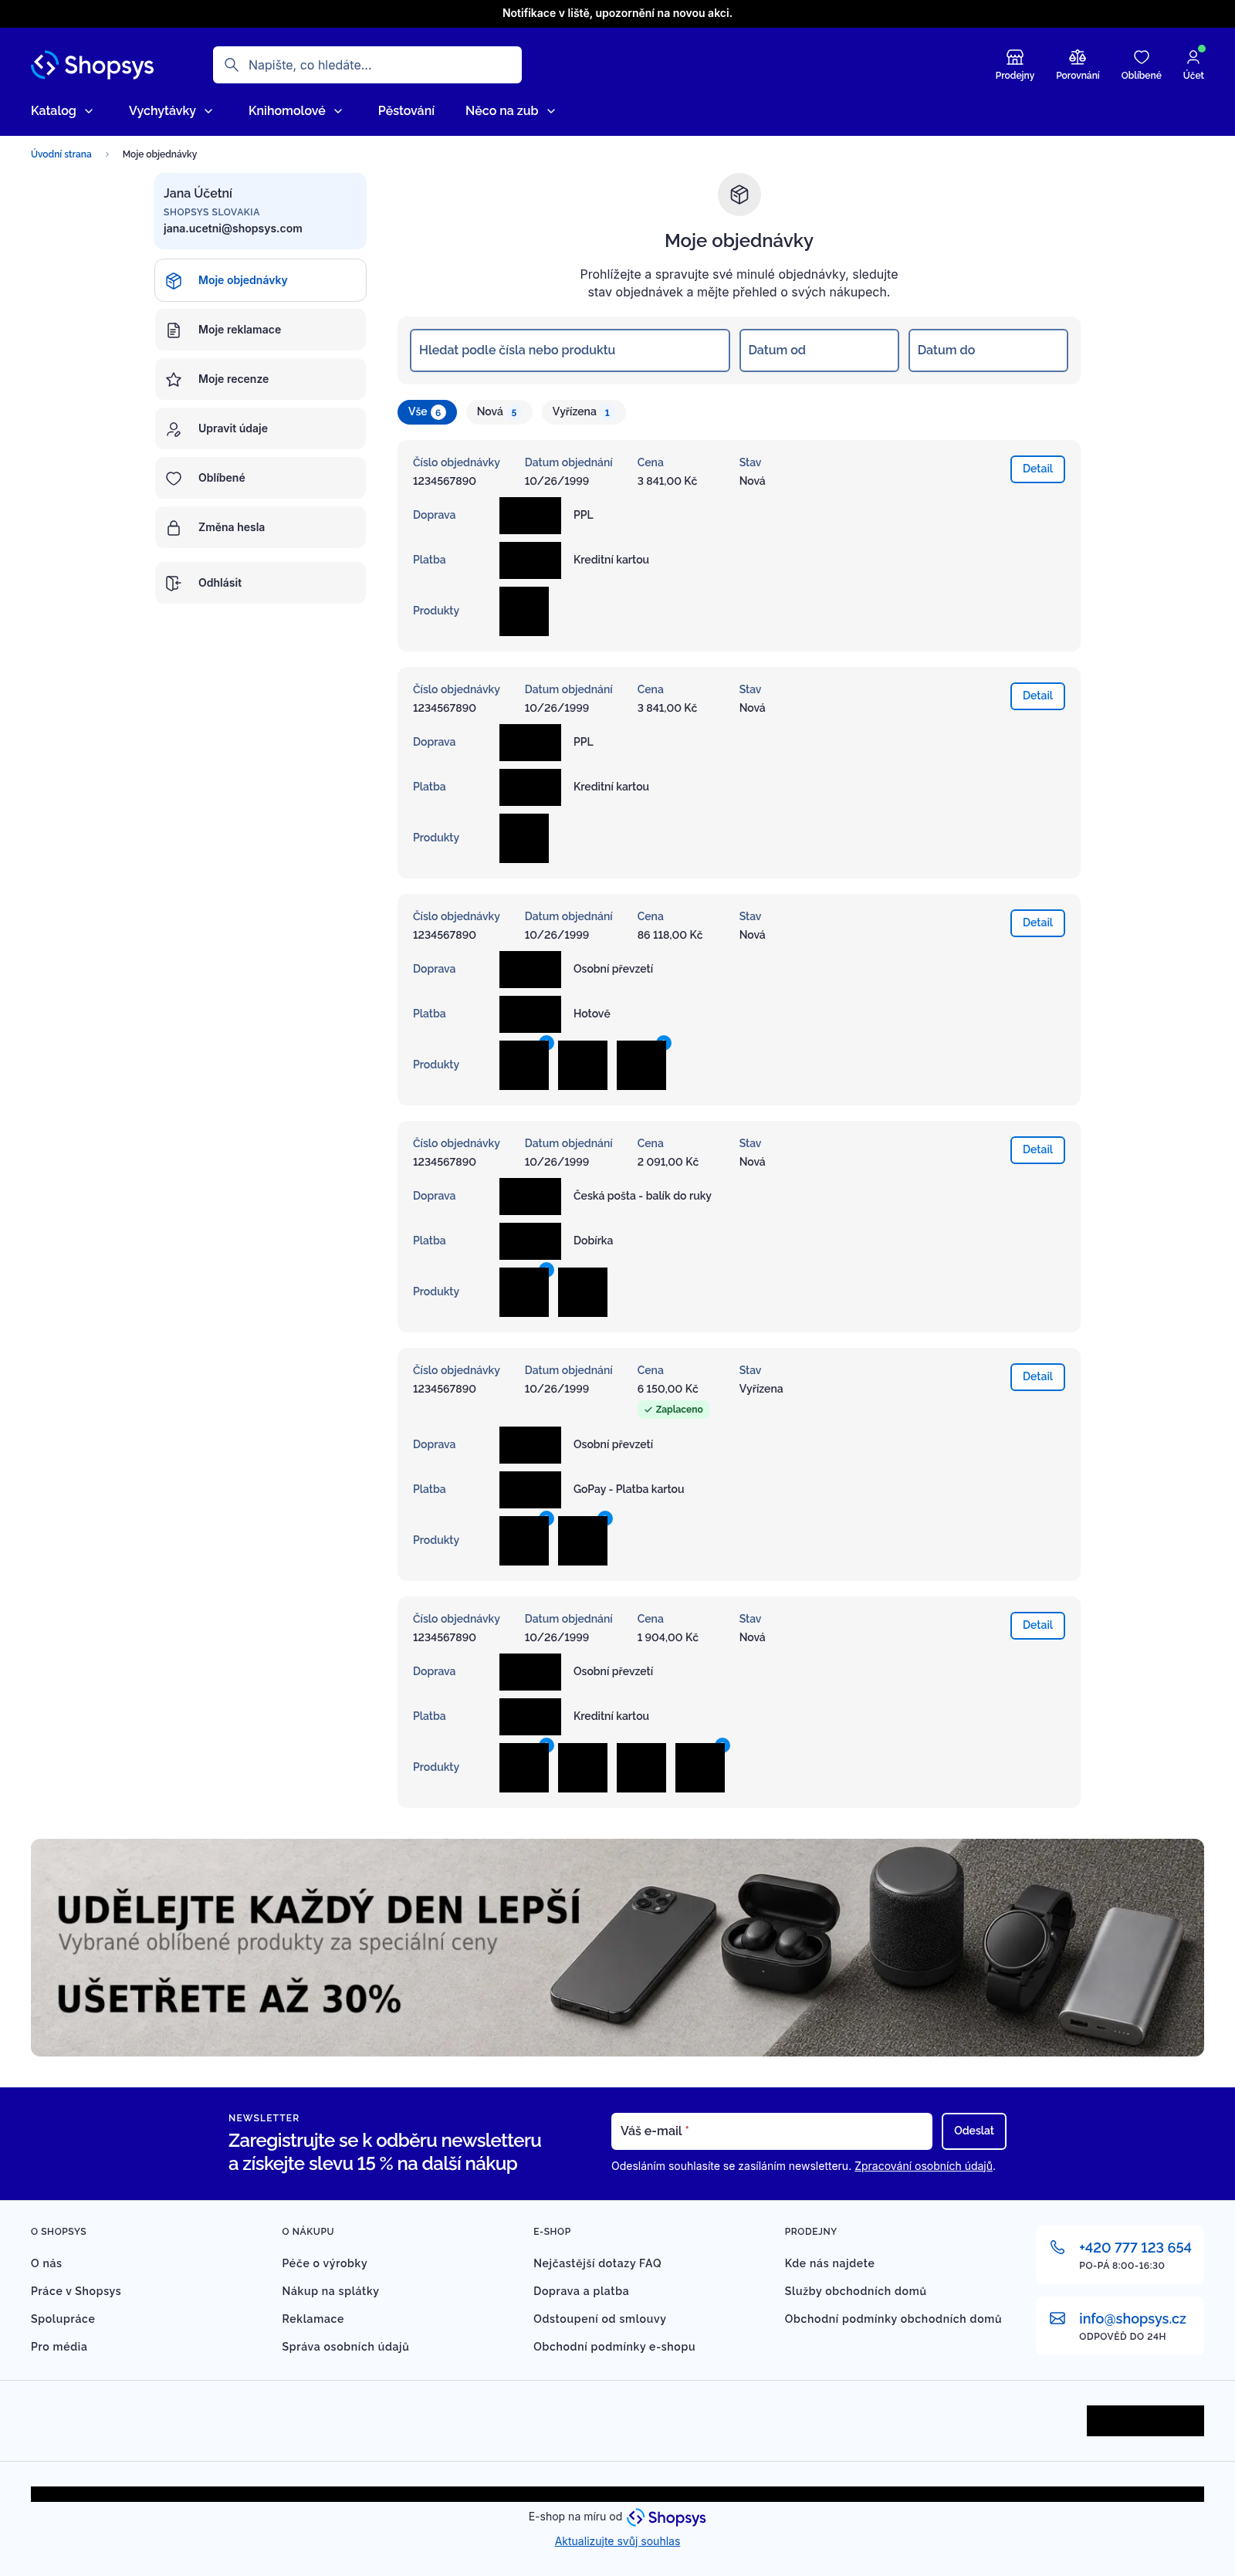 Notifikace v liště, upozornění na novou akci.
Shopsys
Napište, co hledáte...
Prodejny
Porovnání
Oblíbené
Účet
Katalog
Vychytávky
Knihomolové
Pěstování
Něco na zub
Úvodní strana
Moje objednávky
Jana Účetní
SHOPSYS SLOVAKIA
jana.ucetni@shopsys.com
Moje objednávky
Moje reklamace
Moje recenze
Upravit údaje
Oblíbené
Změna hesla
Odhlásit
Moje objednávky
Prohlížejte a spravujte své minulé objednávky, sledujte
stav objednávek a mějte přehled o svých nákupech.
Hledat podle čísla nebo produktu
Datum od
Datum do
Vše 6
Nová 5
Vyřízena 1
Číslo objednávky Datum objednání Cena Stav
1234567890 10/26/1999 3 841,00 Kč Nová
Detail
Doprava PPL
Platba Kreditní kartou
Produkty
Číslo objednávky Datum objednání Cena Stav
1234567890 10/26/1999 3 841,00 Kč Nová
Detail
Doprava PPL
Platba Kreditní kartou
Produkty
Číslo objednávky Datum objednání Cena Stav
1234567890 10/26/1999 86 118,00 Kč Nová
Detail
Doprava Osobní převzetí
Platba Hotově
Produkty
Číslo objednávky Datum objednání Cena Stav
1234567890 10/26/1999 2 091,00 Kč Nová
Detail
Doprava Česká pošta - balík do ruky
Platba Dobírka
Produkty
Číslo objednávky Datum objednání Cena Stav
1234567890 10/26/1999 6 150,00 Kč Vyřízena
Detail
Zaplaceno
Doprava Osobní převzetí
Platba GoPay - Platba kartou
Produkty
Číslo objednávky Datum objednání Cena Stav
1234567890 10/26/1999 1 904,00 Kč Nová
Detail
Doprava Osobní převzetí
Platba Kreditní kartou
Produkty
UDĚLEJTE KAŽDÝ DEN LEPŠÍ
Vybrané oblíbené produkty za speciální ceny
UŠETŘETE AŽ 30%
NEWSLETTER
Zaregistrujte se k odběru newsletteru
a získejte slevu 15 % na další nákup
Váš e-mail *
Odeslat
Odesláním souhlasíte se zasíláním newsletteru. Zpracování osobních údajů.
O SHOPSYS
O nás
Práce v Shopsys
Spolupráce
Pro média
O NÁKUPU
Péče o výrobky
Nákup na splátky
Reklamace
Správa osobních údajů
E-SHOP
Nejčastější dotazy FAQ
Doprava a platba
Odstoupení od smlouvy
Obchodní podmínky e-shopu
PRODEJNY
Kde nás najdete
Služby obchodních domů
Obchodní podmínky obchodních domů
+420 777 123 654
PO-PÁ 8:00-16:30
info@shopsys.cz
ODPOVĚĎ DO 24H
E-shop na míru od Shopsys
Aktualizujte svůj souhlas